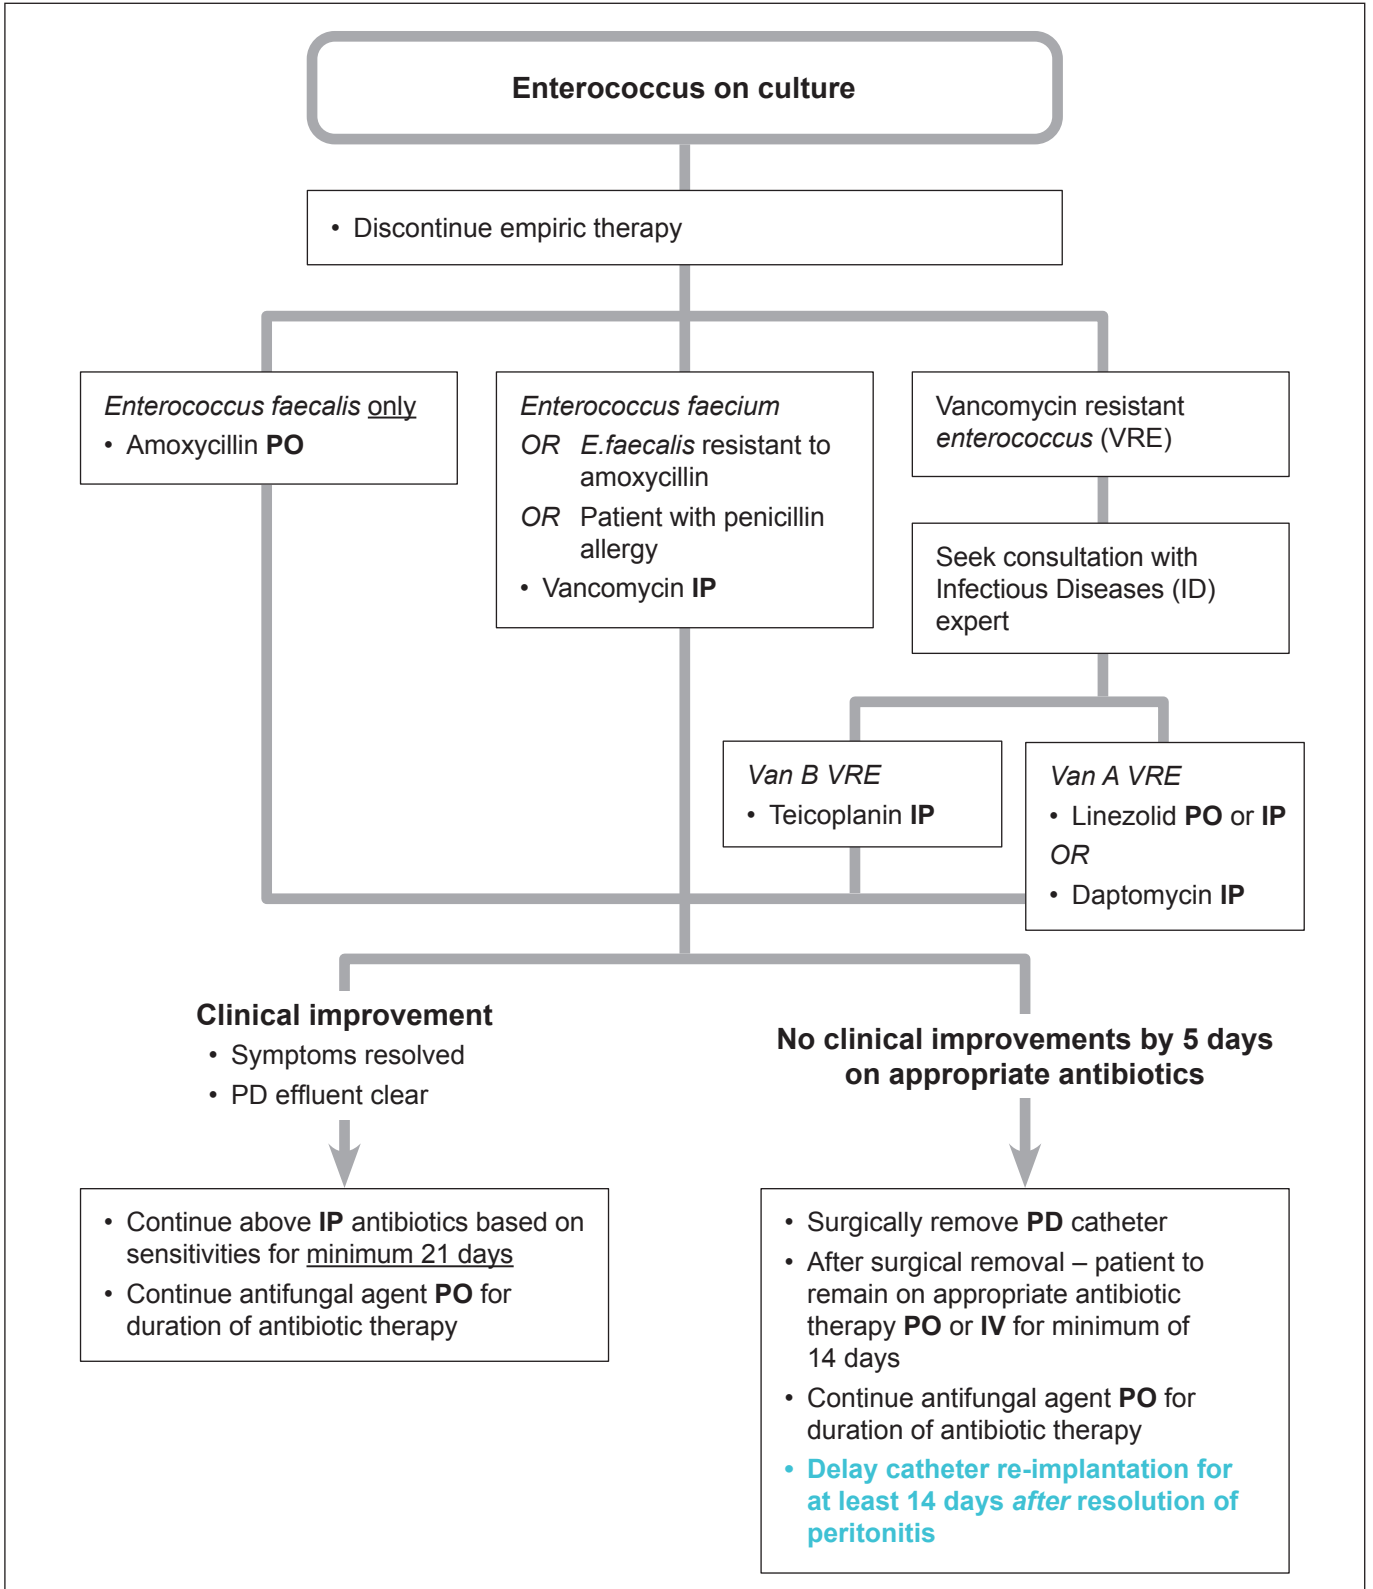 Enterococcus on culture
• Discontinue empiric therapy
Enterococcus faecalis only
• Amoxycillin PO
Enterococcus faecium
OR E.faecalis resistant to
amoxycillin
OR Patient with penicillin
allergy
• Vancomycin IP
Vancomycin resistant
enterococcus (VRE)
Seek consultation with
Infectious Diseases (ID)
expert
Van B VRE
• Teicoplanin IP
Van A VRE
• Linezolid PO or IP
OR
• Daptomycin IP
Clinical improvement
• Symptoms resolved
• PD effluent clear
No clinical improvements by 5 days
on appropriate antibiotics
• Continue above IP antibiotics based on
sensitivities for minimum 21 days
• Continue antifungal agent PO for
duration of antibiotic therapy
• Surgically remove PD catheter
• After surgical removal – patient to
remain on appropriate antibiotic
therapy PO or IV for minimum of
14 days
• Continue antifungal agent PO for
duration of antibiotic therapy
• Delay catheter re-implantation for
at least 14 days after resolution of
peritonitis